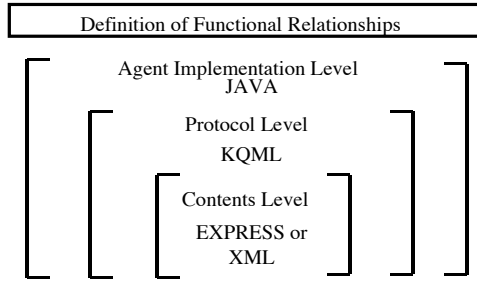 Definition of Functional Relationships
Agent Implementation Level
JAVA
Protocol Level
KQML
Contents Level
EXPRESS or
XML